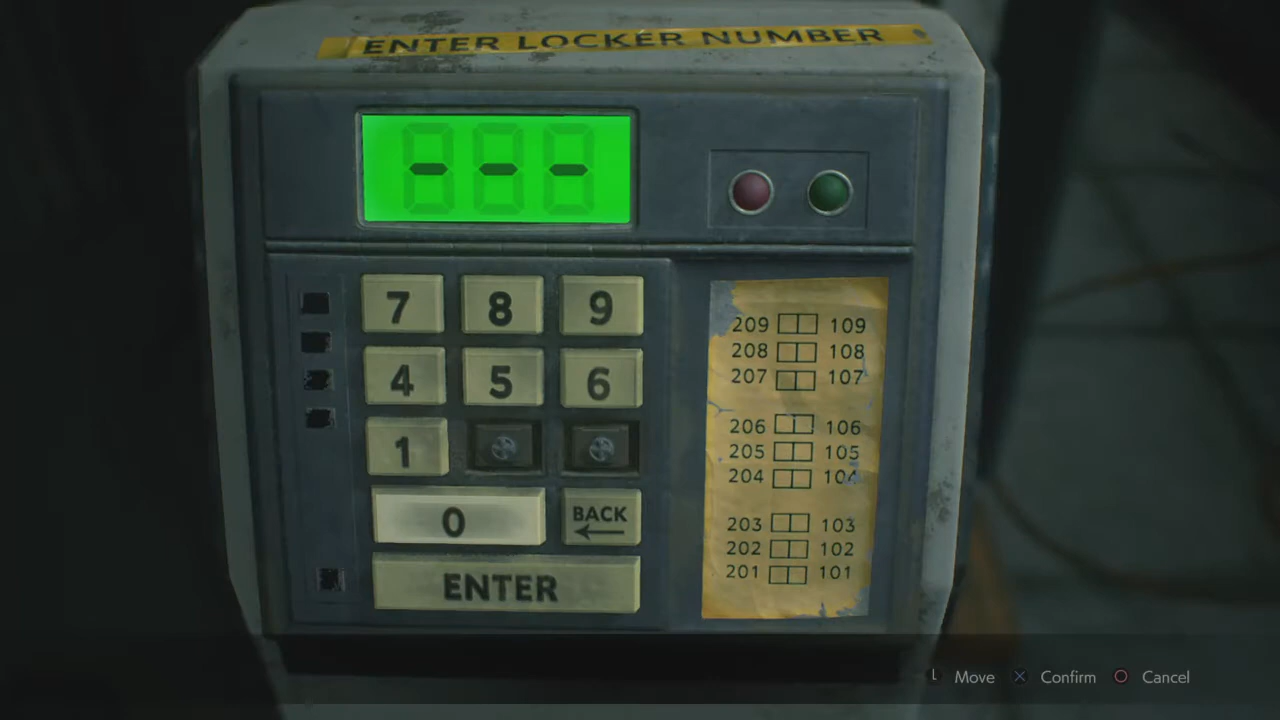 ENTER LOCKER NUMBER
- - -
7 8 9
4 5 6
1
0 BACK
ENTER
209 109
208 108
207 107
206 106
205 105
204 104
203 103
202 102
201 101
L Move Confirm Cancel